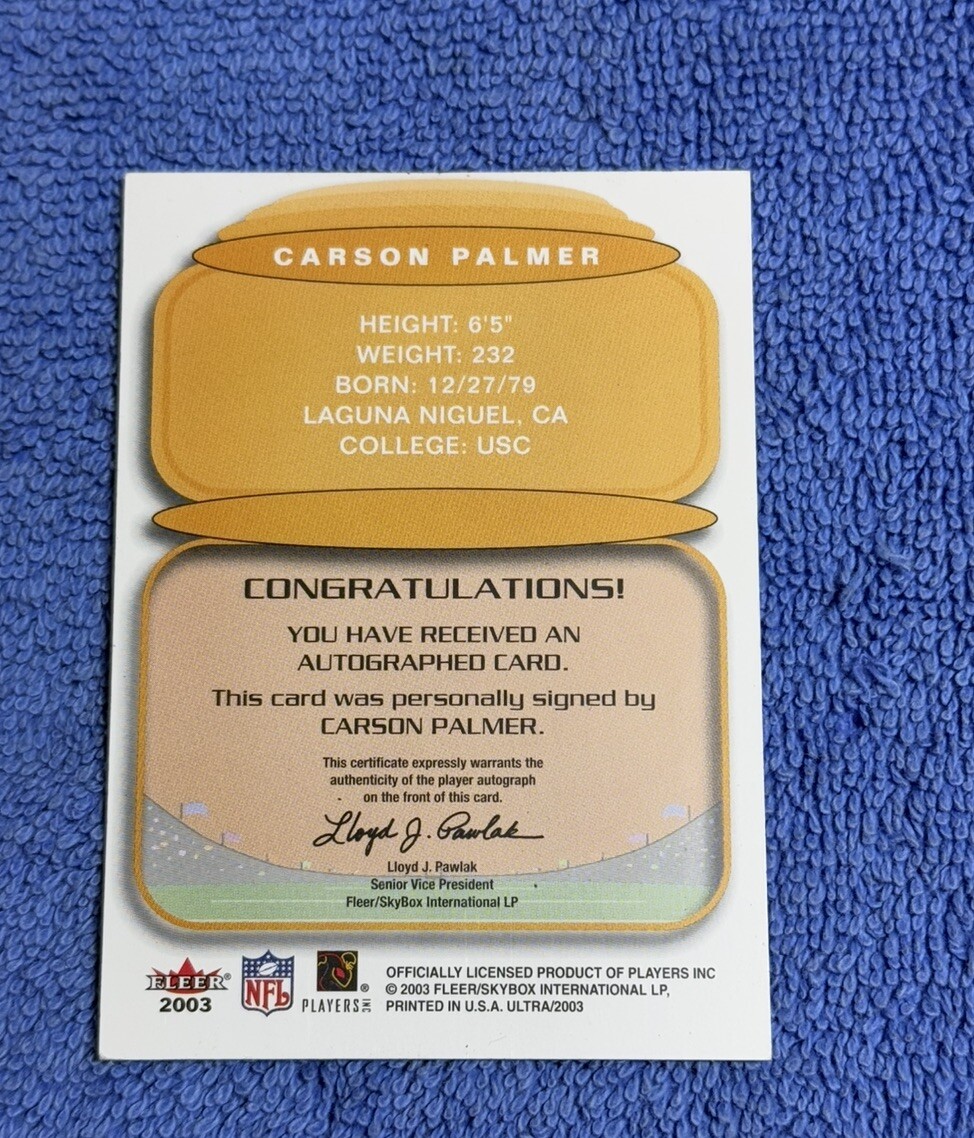 CARSON PALMER
HEIGHT: 6'5"
WEIGHT: 232
BORN: 12/27/79
LAGUNA NIGUEL, CA
COLLEGE: USC
CONGRATULATIONS!
YOU HAVE RECEIVED AN
AUTOGRAPHED CARD.
This card was personally signed by
CARSON PALMER.
This certificate expressly warrants the
authenticity of the player autograph
on the front of this card.
Lloyd J. Pawlak
Lloyd J. Pawlak
Senior Vice President
Fleer/SkyBox International LP
FLEER®
2003
NFL
®
PLAYERS INC
OFFICIALLY LICENSED PRODUCT OF PLAYERS INC
© 2003 FLEER/SKYBOX INTERNATIONAL LP,
PRINTED IN U.S.A. ULTRA/2003